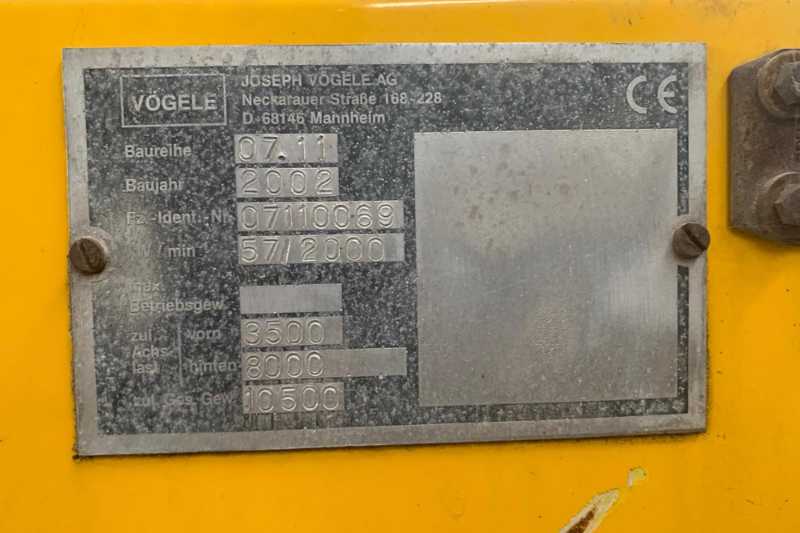 VÖGELE
JOSEPH VÖGELE AG
Neckarauer Straße 168-228
D-68146 Mannheim
CE
Baureihe 07.11
Baujahr 2002
Fz.-Ident.-Nr. 07110069
kW/min 57/2000
max.
Betriebsgew.
zul. Achs-last vorn 3500
hinten 8000
zul. Ges. Gew. 10500